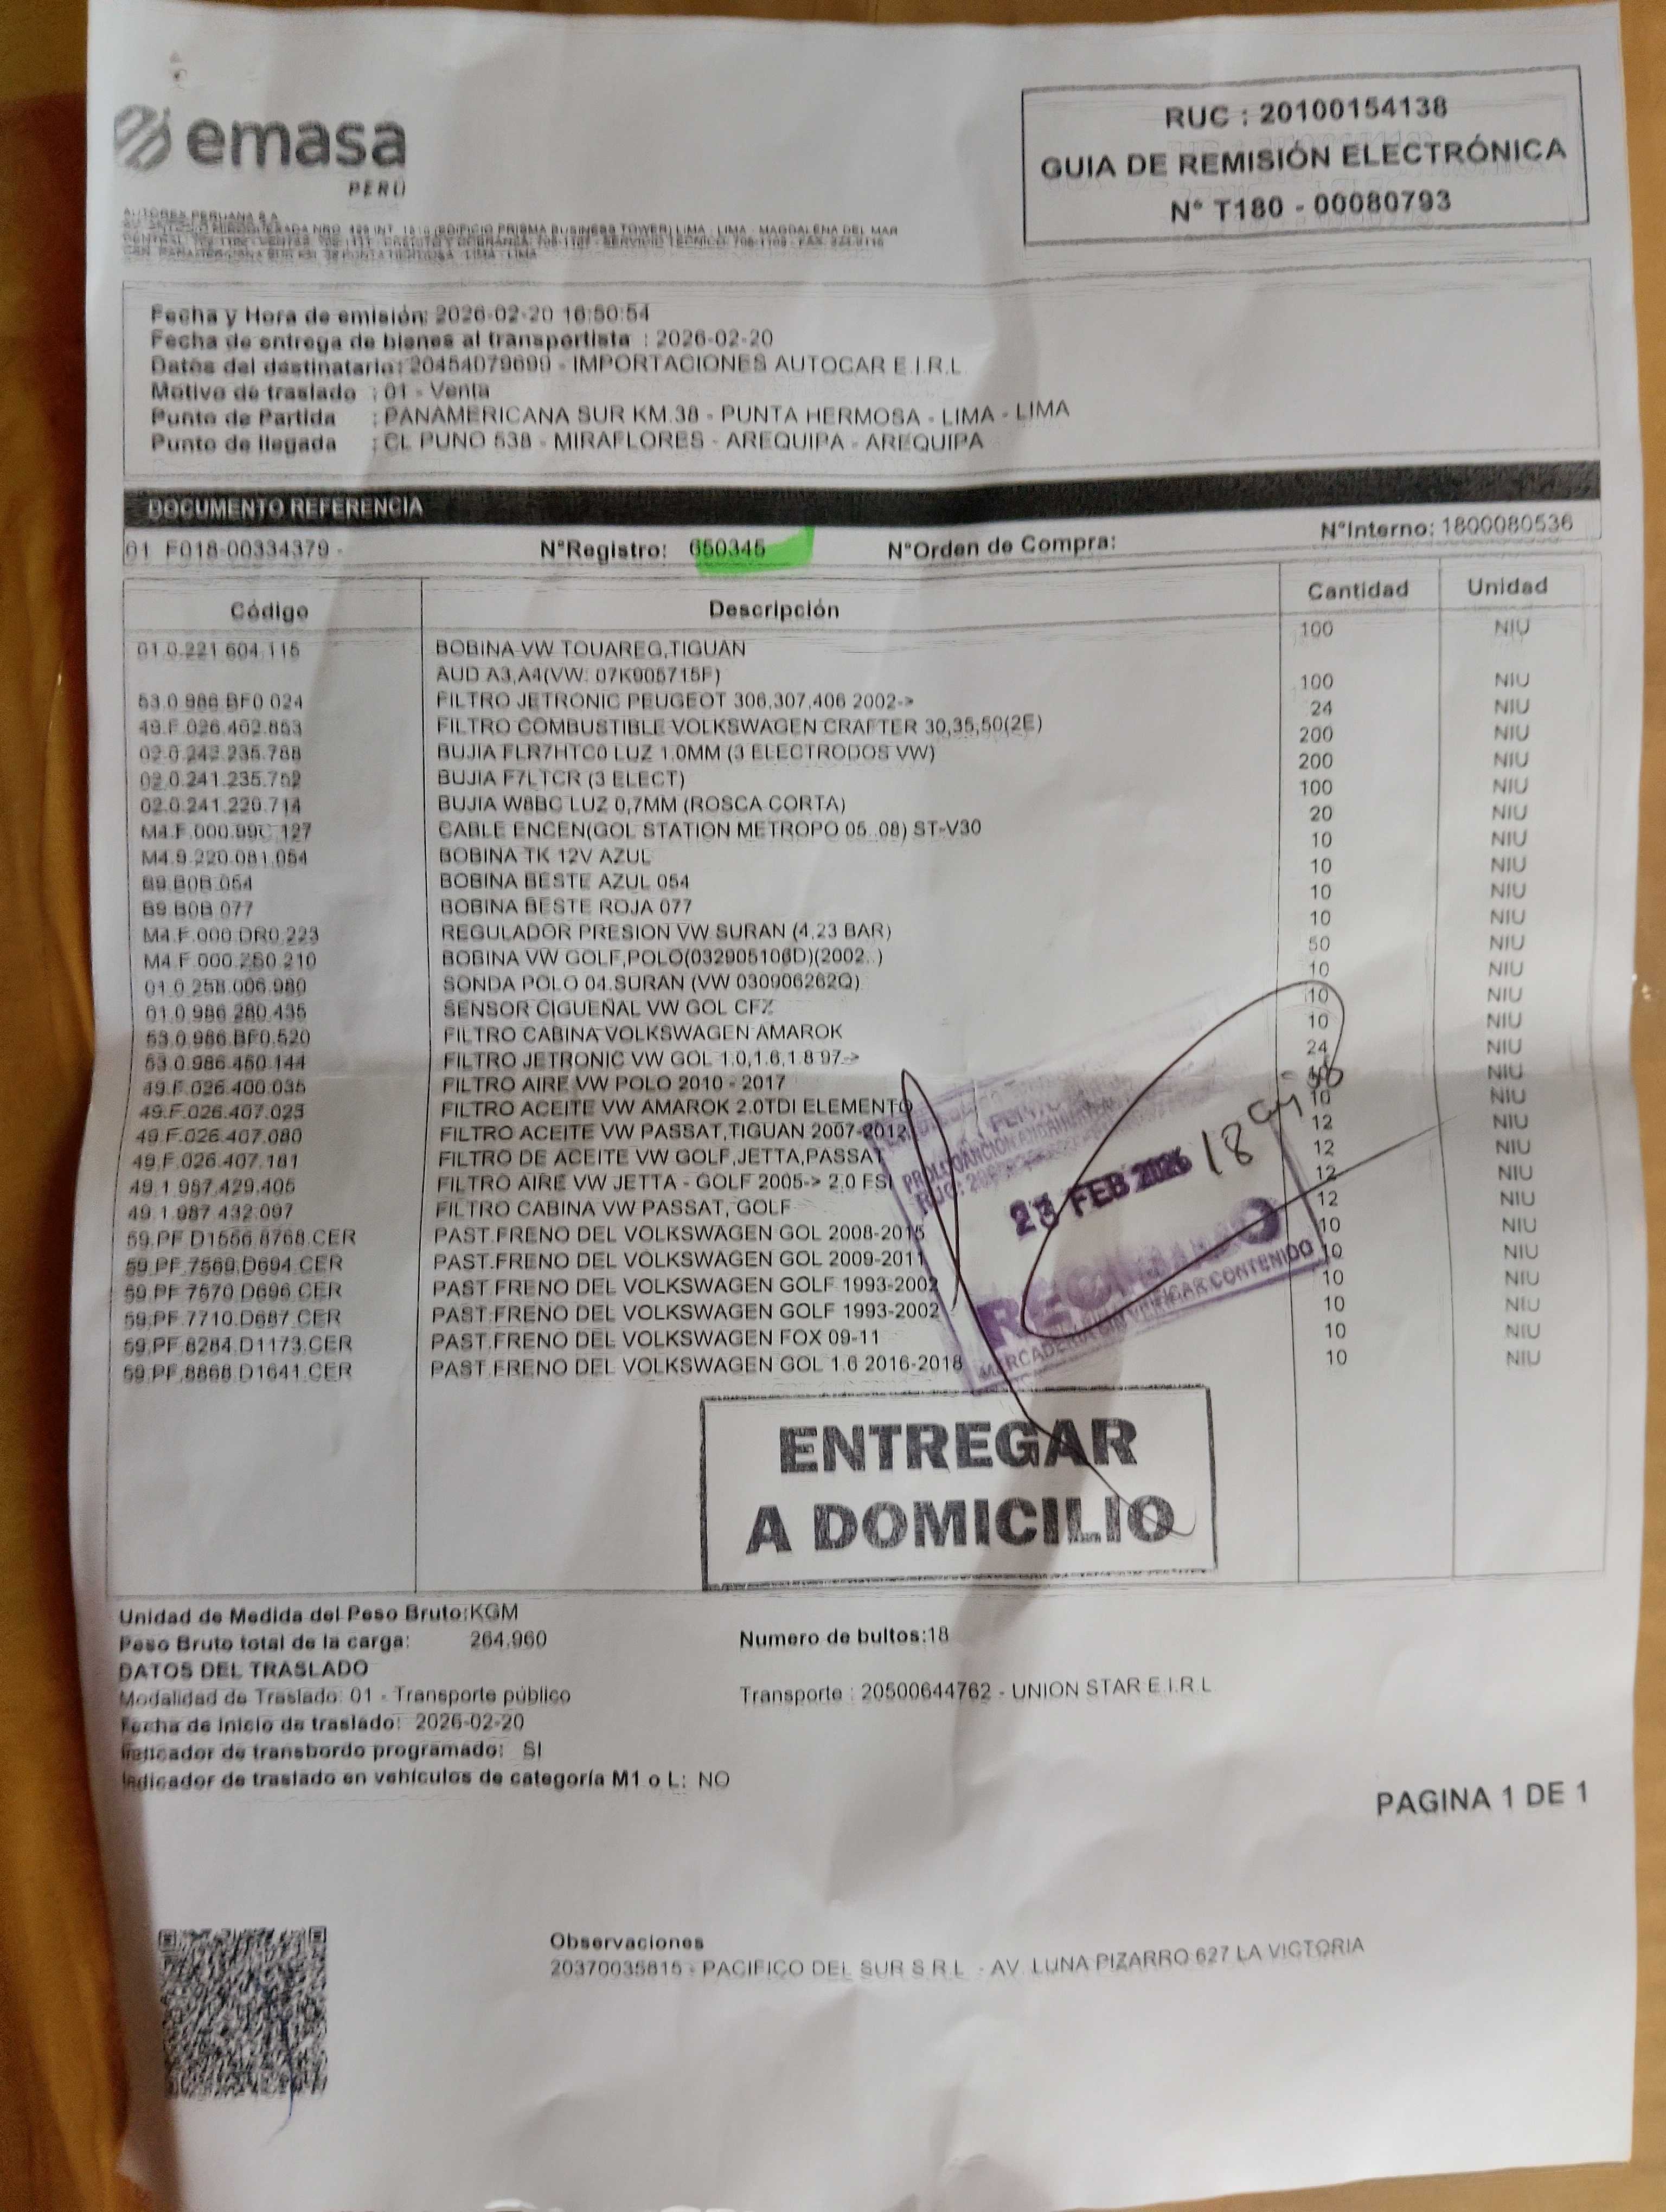 emasa
PERÚ
RUC : 20100154138
GUIA DE REMISIÓN ELECTRÓNICA
N° T180 - 00080793
AUTOREX PERUANA S.A
Fecha y Hora de emisión: 2026-02-20 16:50:54
Fecha de entrega de bienes al transportista : 2026-02-20
Datos del destinatario: 20454079699 - IMPORTACIONES AUTOCAR E.I.R.L
Motivo de traslado : 01 - Venta
Punto de Partida : PANAMERICANA SUR KM.38 - PUNTA HERMOSA - LIMA - LIMA
Punto de llegada : CL PUNO 538 - MIRAFLORES - AREQUIPA - AREQUIPA
DOCUMENTO REFERENCIA
01 F018-00334379 - N°Registro: 650345 N°Orden de Compra: N°Interno: 1800080536
Código Descripción Cantidad Unidad
01.0.221.604.115 BOBINA VW TOUAREG,TIGUAN 100 NIU
AUD A3,A4(VW: 07K905715F)
53.0.986.BF0.024 FILTRO JETRONIC PEUGEOT 306,307,406 2002-> 100 NIU
49.F.026.402.853 FILTRO COMBUSTIBLE VOLKSWAGEN CRAFTER 30,35,50(2E) 24 NIU
02.0.242.235.788 BUJIA FLR7HTC0 LUZ 1.0MM (3 ELECTRODOS VW) 200 NIU
02.0.241.235.752 BUJIA F7LTCR (3 ELECT) 200 NIU
02.0.241.220.714 BUJIA W8BC LUZ 0,7MM (ROSCA CORTA) 100 NIU
M4.F.000.99C.127 CABLE ENCEN(GOL STATION METROPO 05..08) ST-V30 20 NIU
M4.9.220.081.054 BOBINA TK 12V AZUL 10 NIU
B9.B0B.054 BOBINA BESTE AZUL 054 10 NIU
B9.B0B.077 BOBINA BESTE ROJA 077 10 NIU
M4.F.000.DR0.223 REGULADOR PRESION VW SURAN (4.23 BAR) 10 NIU
M4.F.000.ZS0.210 BOBINA VW GOLF,POLO(032905106D)(2002..) 50 NIU
01.0.258.006.980 SONDA POLO 04.SURAN (VW 030906262Q) 10 NIU
01.0.986.280.435 SENSOR CIGUEÑAL VW GOL CFZ 10 NIU
53.0.986.BF0.520 FILTRO CABINA VOLKSWAGEN AMAROK 10 NIU
53.0.986.450.144 FILTRO JETRONIC VW GOL 1.0,1.6,1.8 97-> 24 NIU
49.F.026.400.035 FILTRO AIRE VW POLO 2010 - 2017 NIU
49.F.026.407.023 FILTRO ACEITE VW AMAROK 2.0TDI ELEMENTO 10 NIU
49.F.026.407.080 FILTRO ACEITE VW PASSAT,TIGUAN 2007-2012 12 NIU
49.F.026.407.181 FILTRO DE ACEITE VW GOLF,JETTA,PASSAT 12 NIU
49.1.987.429.405 FILTRO AIRE VW JETTA - GOLF 2005-> 2.0 FSI 12 NIU
49.1.987.432.097 FILTRO CABINA VW PASSAT, GOLF 12 NIU
59.PF.D1556.8768.CER PAST.FRENO DEL VOLKSWAGEN GOL 2008-2015 10 NIU
59.PF.7569.D694.CER PAST.FRENO DEL VOLKSWAGEN GOL 2009-2011 10 NIU
59.PF.7570.D696.CER PAST.FRENO DEL VOLKSWAGEN GOLF 1993-2002 10 NIU
59.PF.7710.D687.CER PAST.FRENO DEL VOLKSWAGEN GOLF 1993-2002 10 NIU
59.PF.8284.D1173.CER PAST.FRENO DEL VOLKSWAGEN FOX 09-11 10 NIU
59.PF.8868.D1641.CER PAST.FRENO DEL VOLKSWAGEN GOL 1.6 2016-2018 10 NIU
23 FEB 2026
RECIBIDO
MERCADERIA SIN VERIFICAR CONTENIDO
ENTREGAR
A DOMICILIO
Unidad de Medida del Peso Bruto:KGM
Peso Bruto total de la carga: 264.960 Numero de bultos:18
DATOS DEL TRASLADO
Modalidad de Traslado: 01 - Transporte público Transporte : 20500644762 - UNION STAR E.I.R.L
Fecha de inicio de traslado: 2026-02-20
Indicador de transbordo programado: SI
Indicador de traslado en vehículos de categoría M1 o L: NO
PAGINA 1 DE 1
Observaciones
20370035815 - PACIFICO DEL SUR S.R.L - AV. LUNA PIZARRO 627 LA VICTORIA